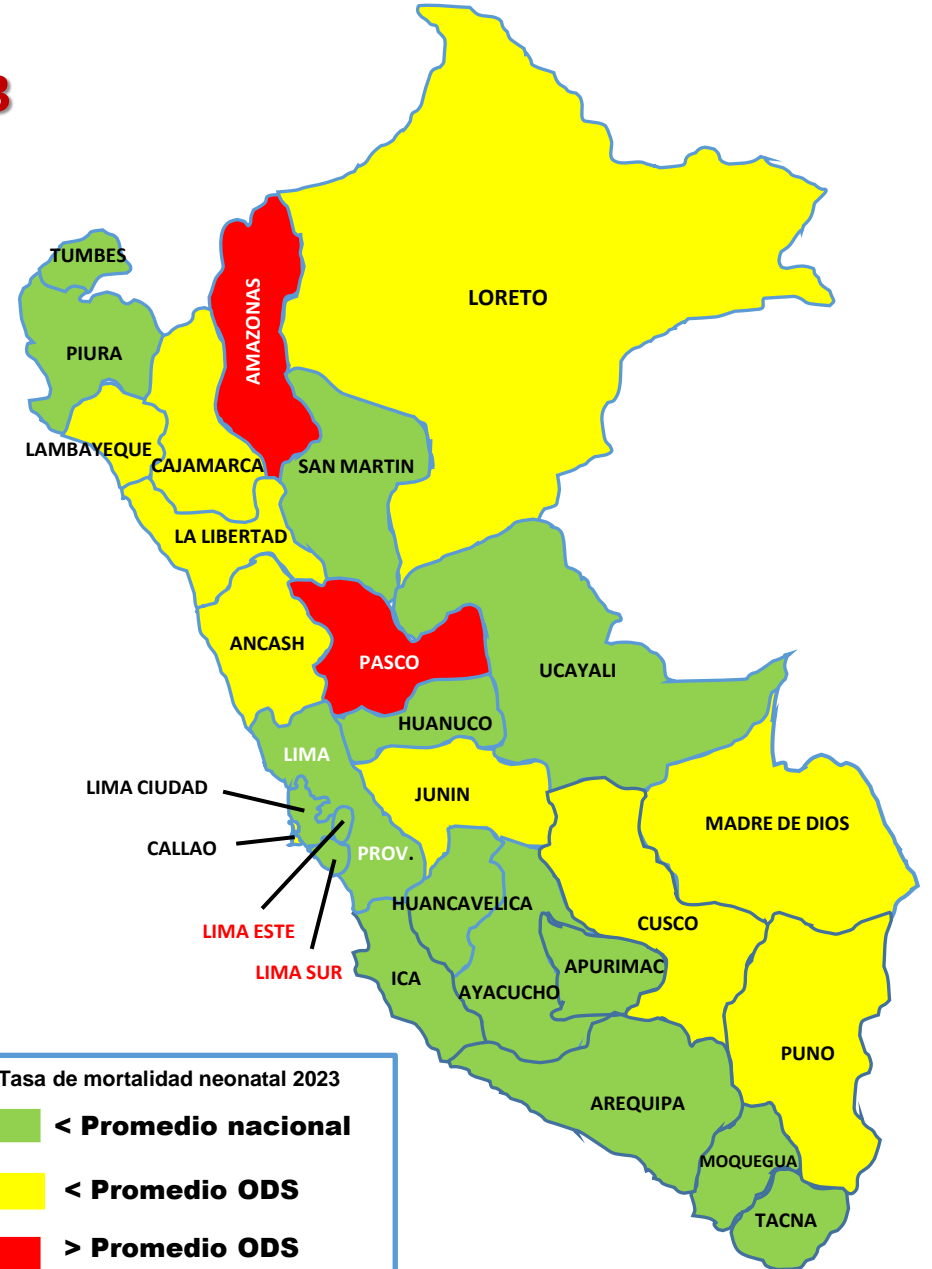 3
TUMBES
PIURA
LAMBAYEQUE
CAJAMARCA
AMAZONAS
LORETO
SAN MARTIN
LA LIBERTAD
ANCASH
PASCO
UCAYALI
HUANUCO
LIMA
LIMA CIUDAD
JUNIN
MADRE DE DIOS
CALLAO
PROV.
HUANCAVELICA
CUSCO
LIMA ESTE
LIMA SUR
ICA
APURIMAC
AYACUCHO
PUNO
AREQUIPA
MOQUEGUA
TACNA
Tasa de mortalidad neonatal 2023
< Promedio nacional
< Promedio ODS
> Promedio ODS